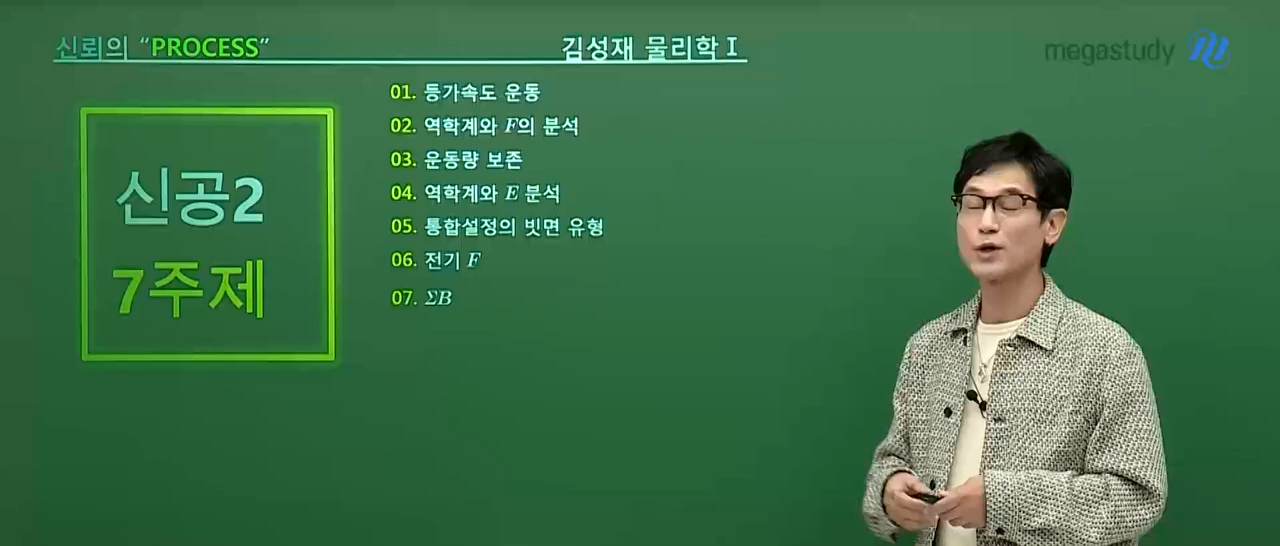 신뢰의 “PROCESS”
김성재 물리학 I
megastudy
신공2
7주제
01. 등가속도 운동
02. 역학계와 F의 분석
03. 운동량 보존
04. 역학계와 E 분석
05. 통합설정의 빗면 유형
06. 전기 F
07. ΣB